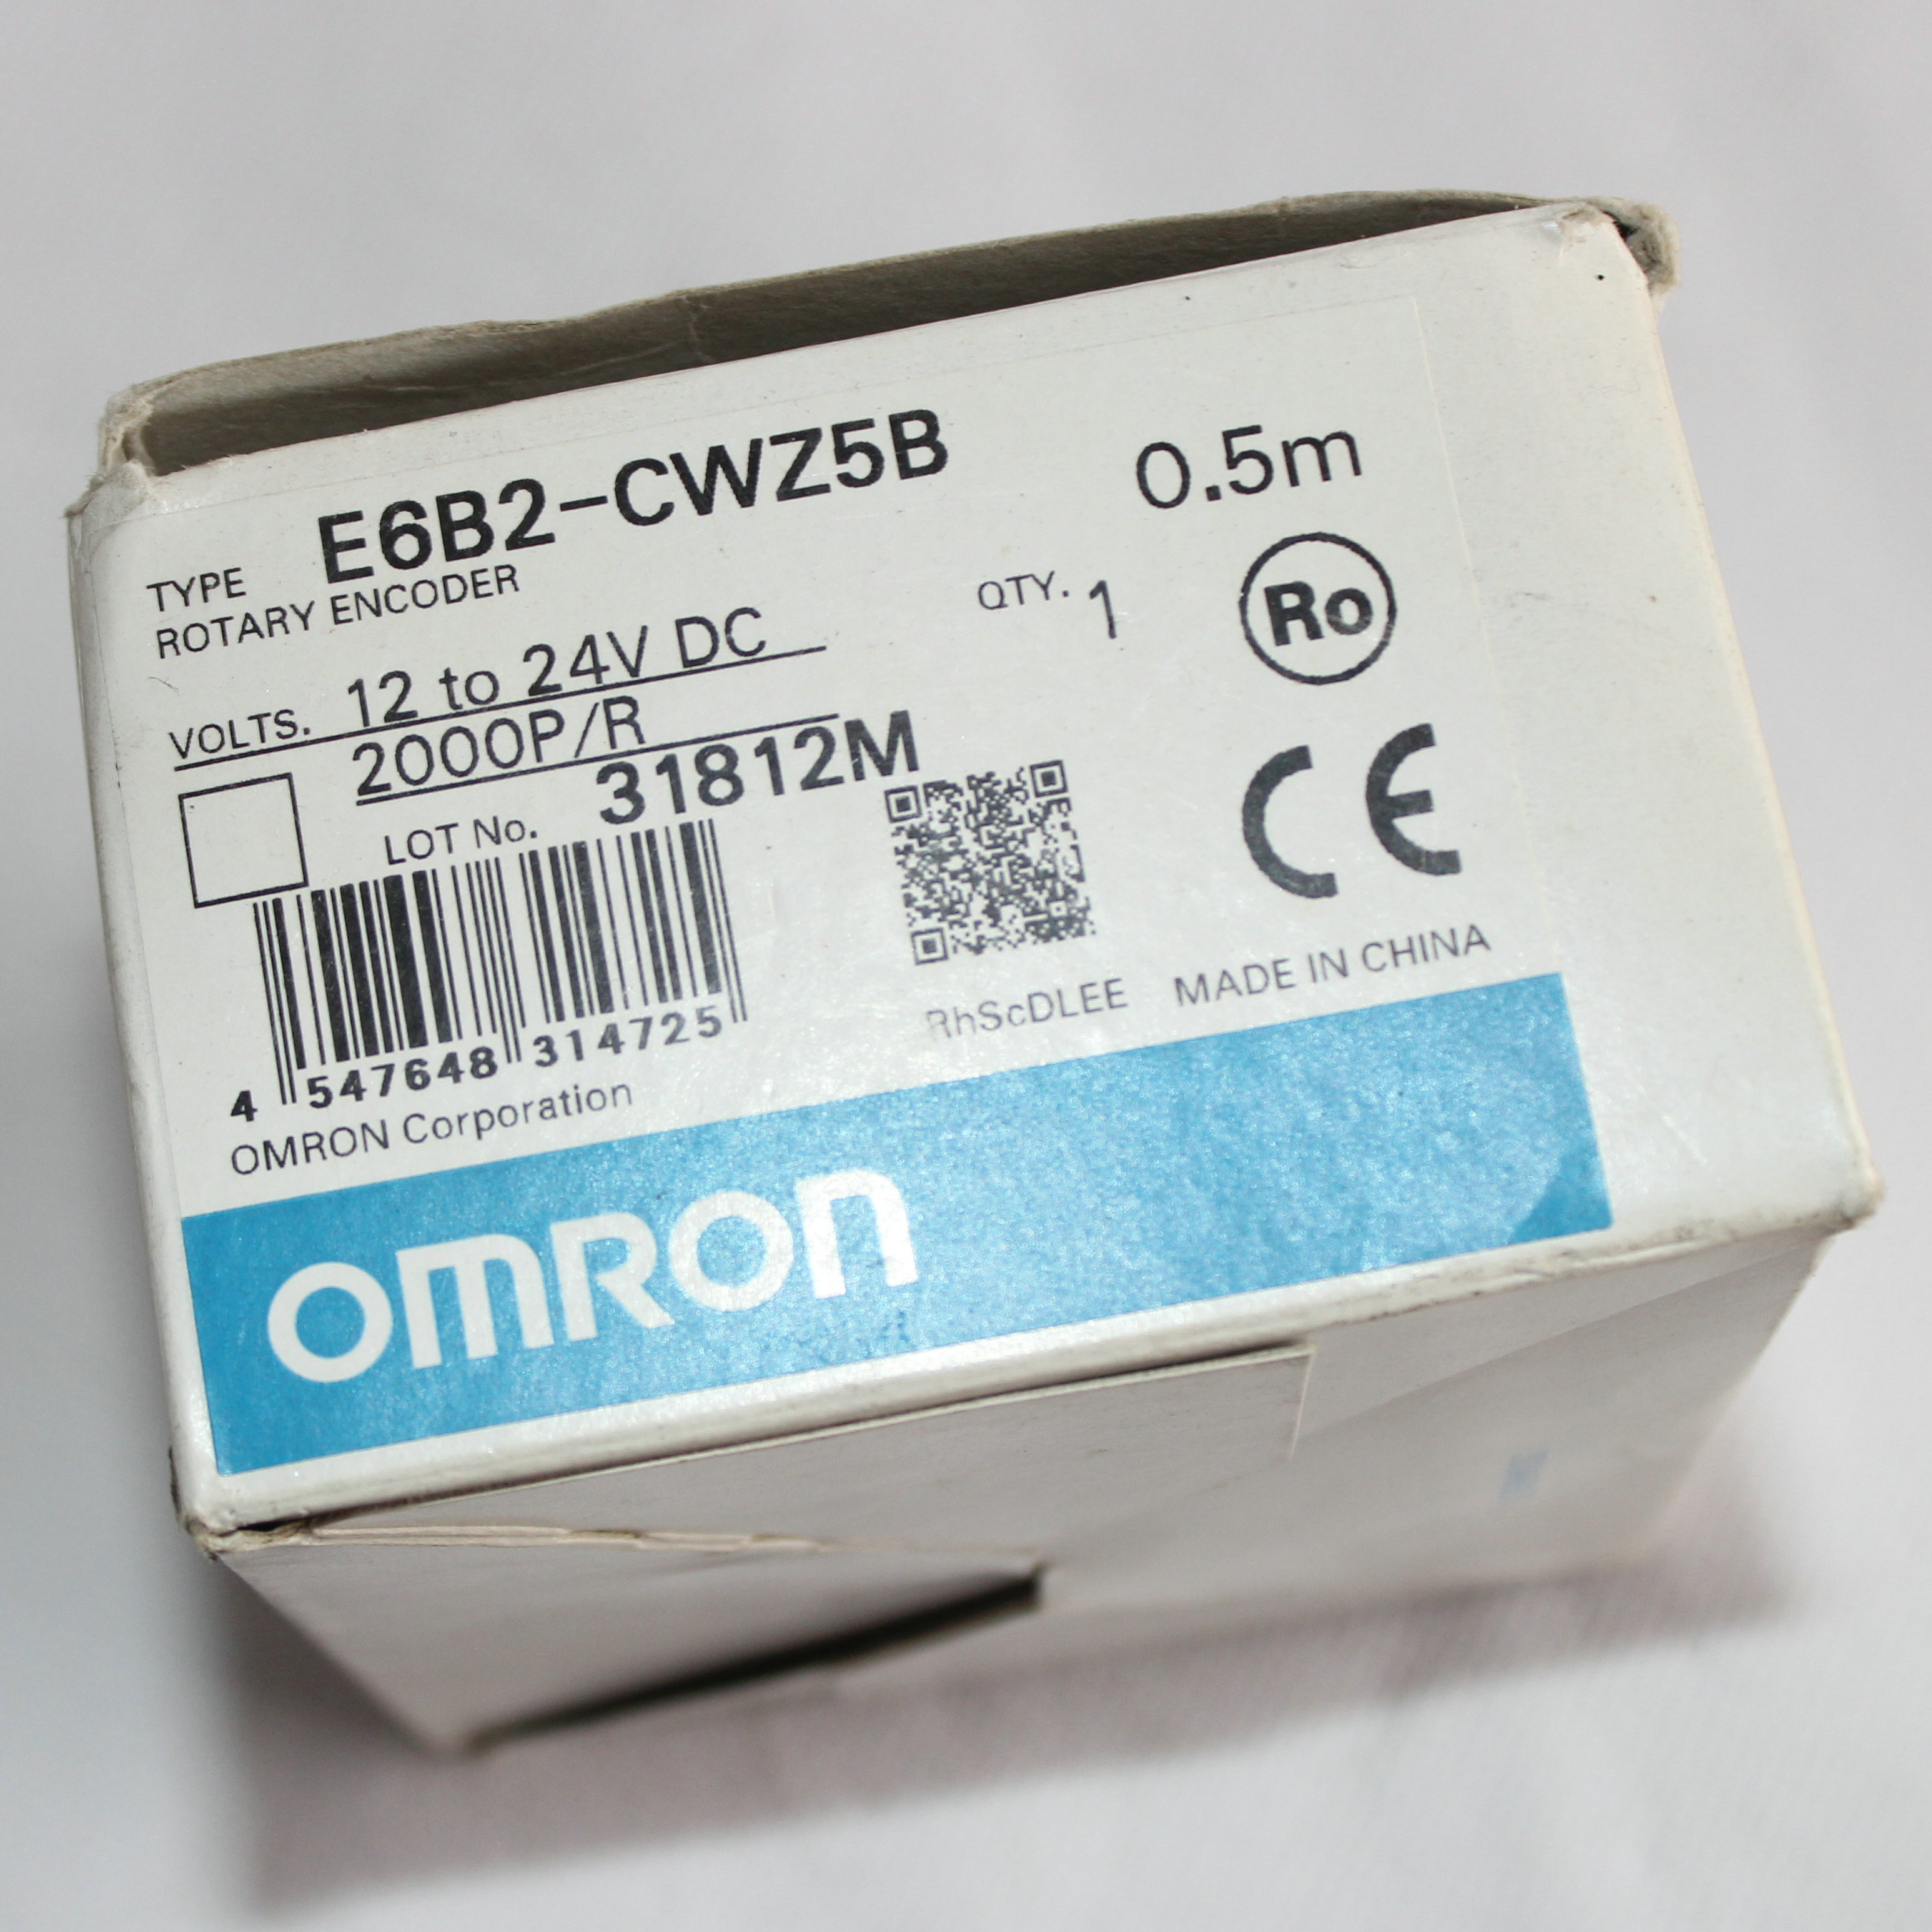 TYPE E6B2-CWZ5B 0.5m
ROTARY ENCODER
QTY. 1
Ro
VOLTS. 12 to 24V DC
2000P/R
LOT No. 31812M
CE
4 547648 314725
RhScDLEE MADE IN CHINA
OMRON Corporation
OMRON